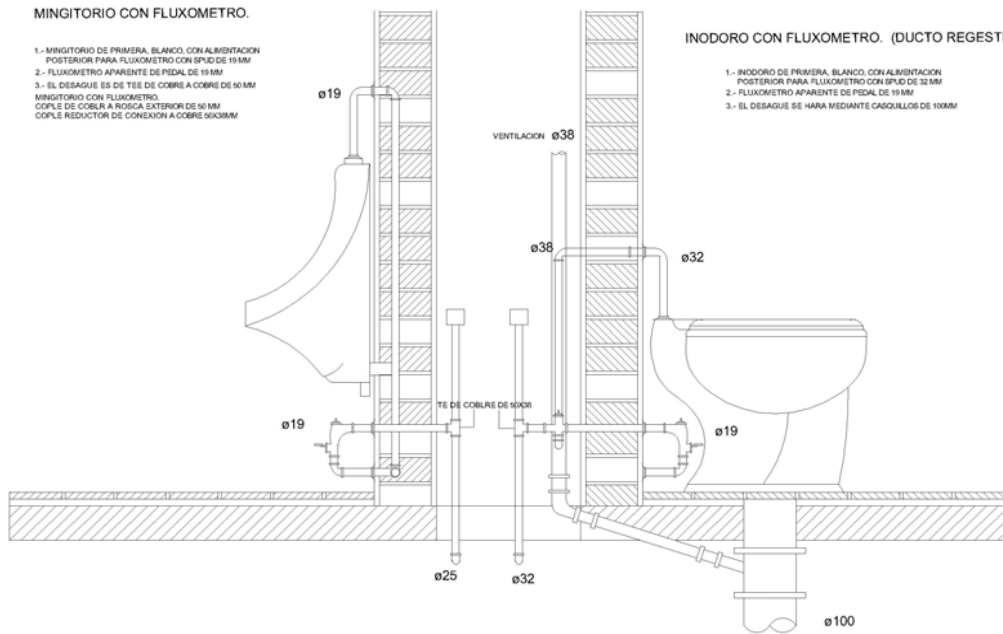 MINGITORIO CON FLUXOMETRO.
1.- MINGITORIO DE PRIMERA, BLANCO, CON ALIMENTACION
POSTERIOR PARA FLUXOMETRO CON SPUD DE 19 MM
2.- FLUXOMETRO APARENTE DE PEDAL DE 19 MM
3.- EL DESAGUE ES DE TEE DE COBRE A COBRE DE 50 MM
MINGITORIO CON FLUXOMETRO.
COPLE DE COBLR A ROSCA EXTERIOR DE 50 MM
COPLE REDUCTOR DE CONEXION A COBRE 50X38MM
INODORO CON FLUXOMETRO. (DUCTO REGESTR
1.- INODORO DE PRIMERA, BLANCO, CON ALIMENTACION
POSTERIOR PARA FLUXOMETRO CON SPUD DE 32 MM
2.- FLUXOMETRO APARENTE DE PEDAL DE 19 MM
3.- EL DESAGUE SE HARA MEDIANTE CASQUILLOS DE 100MM
ø19
VENTILACION ø38
ø38
ø32
TE DE COBLRE DE 50X38
ø19
ø19
ø25
ø32
ø100